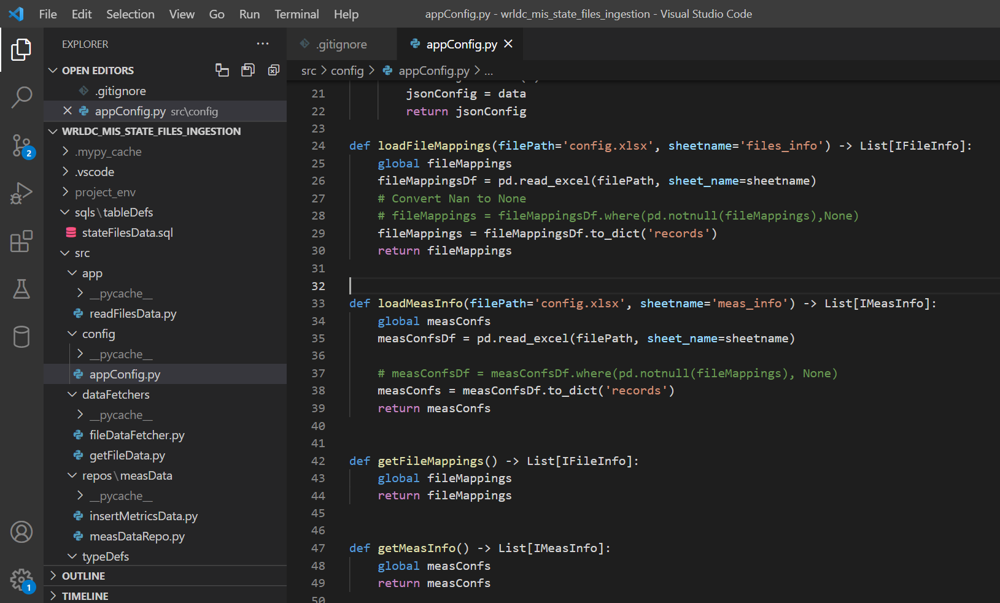 File Edit Selection View Go Run Terminal Help appConfig.py - wrldc_mis_state_files_ingestion - Visual Studio Code
EXPLORER
OPEN EDITORS
.gitignore
appConfig.py src\config
WRLDC_MIS_STATE_FILES_INGESTION
.mypy_cache
.vscode
project_env
sqls\tableDefs
stateFilesData.sql
src
app
__pycache__
readFilesData.py
config
__pycache__
appConfig.py
dataFetchers
__pycache__
fileDataFetcher.py
getFileData.py
repos\measData
__pycache__
insertMetricsData.py
measDataRepo.py
typeDefs
OUTLINE
TIMELINE
2
1
.gitignore appConfig.py
src > config > appConfig.py > ...
21 jsonConfig = data
22 return jsonConfig
23
24 def loadFileMappings(filePath='config.xlsx', sheetname='files_info') -> List[IFileInfo]:
25 global fileMappings
26 fileMappingsDf = pd.read_excel(filePath, sheet_name=sheetname)
27 # Convert Nan to None
28 # fileMappings = fileMappingsDf.where(pd.notnull(fileMappings),None)
29 fileMappings = fileMappingsDf.to_dict('records')
30 return fileMappings
31
32
33 def loadMeasInfo(filePath='config.xlsx', sheetname='meas_info') -> List[IMeasInfo]:
34 global measConfs
35 measConfsDf = pd.read_excel(filePath, sheet_name=sheetname)
36
37 # measConfsDf = measConfsDf.where(pd.notnull(fileMappings), None)
38 measConfs = measConfsDf.to_dict('records')
39 return measConfs
40
41
42 def getFileMappings() -> List[IFileInfo]:
43 global fileMappings
44 return fileMappings
45
46
47 def getMeasInfo() -> List[IMeasInfo]:
48 global measConfs
49 return measConfs
50